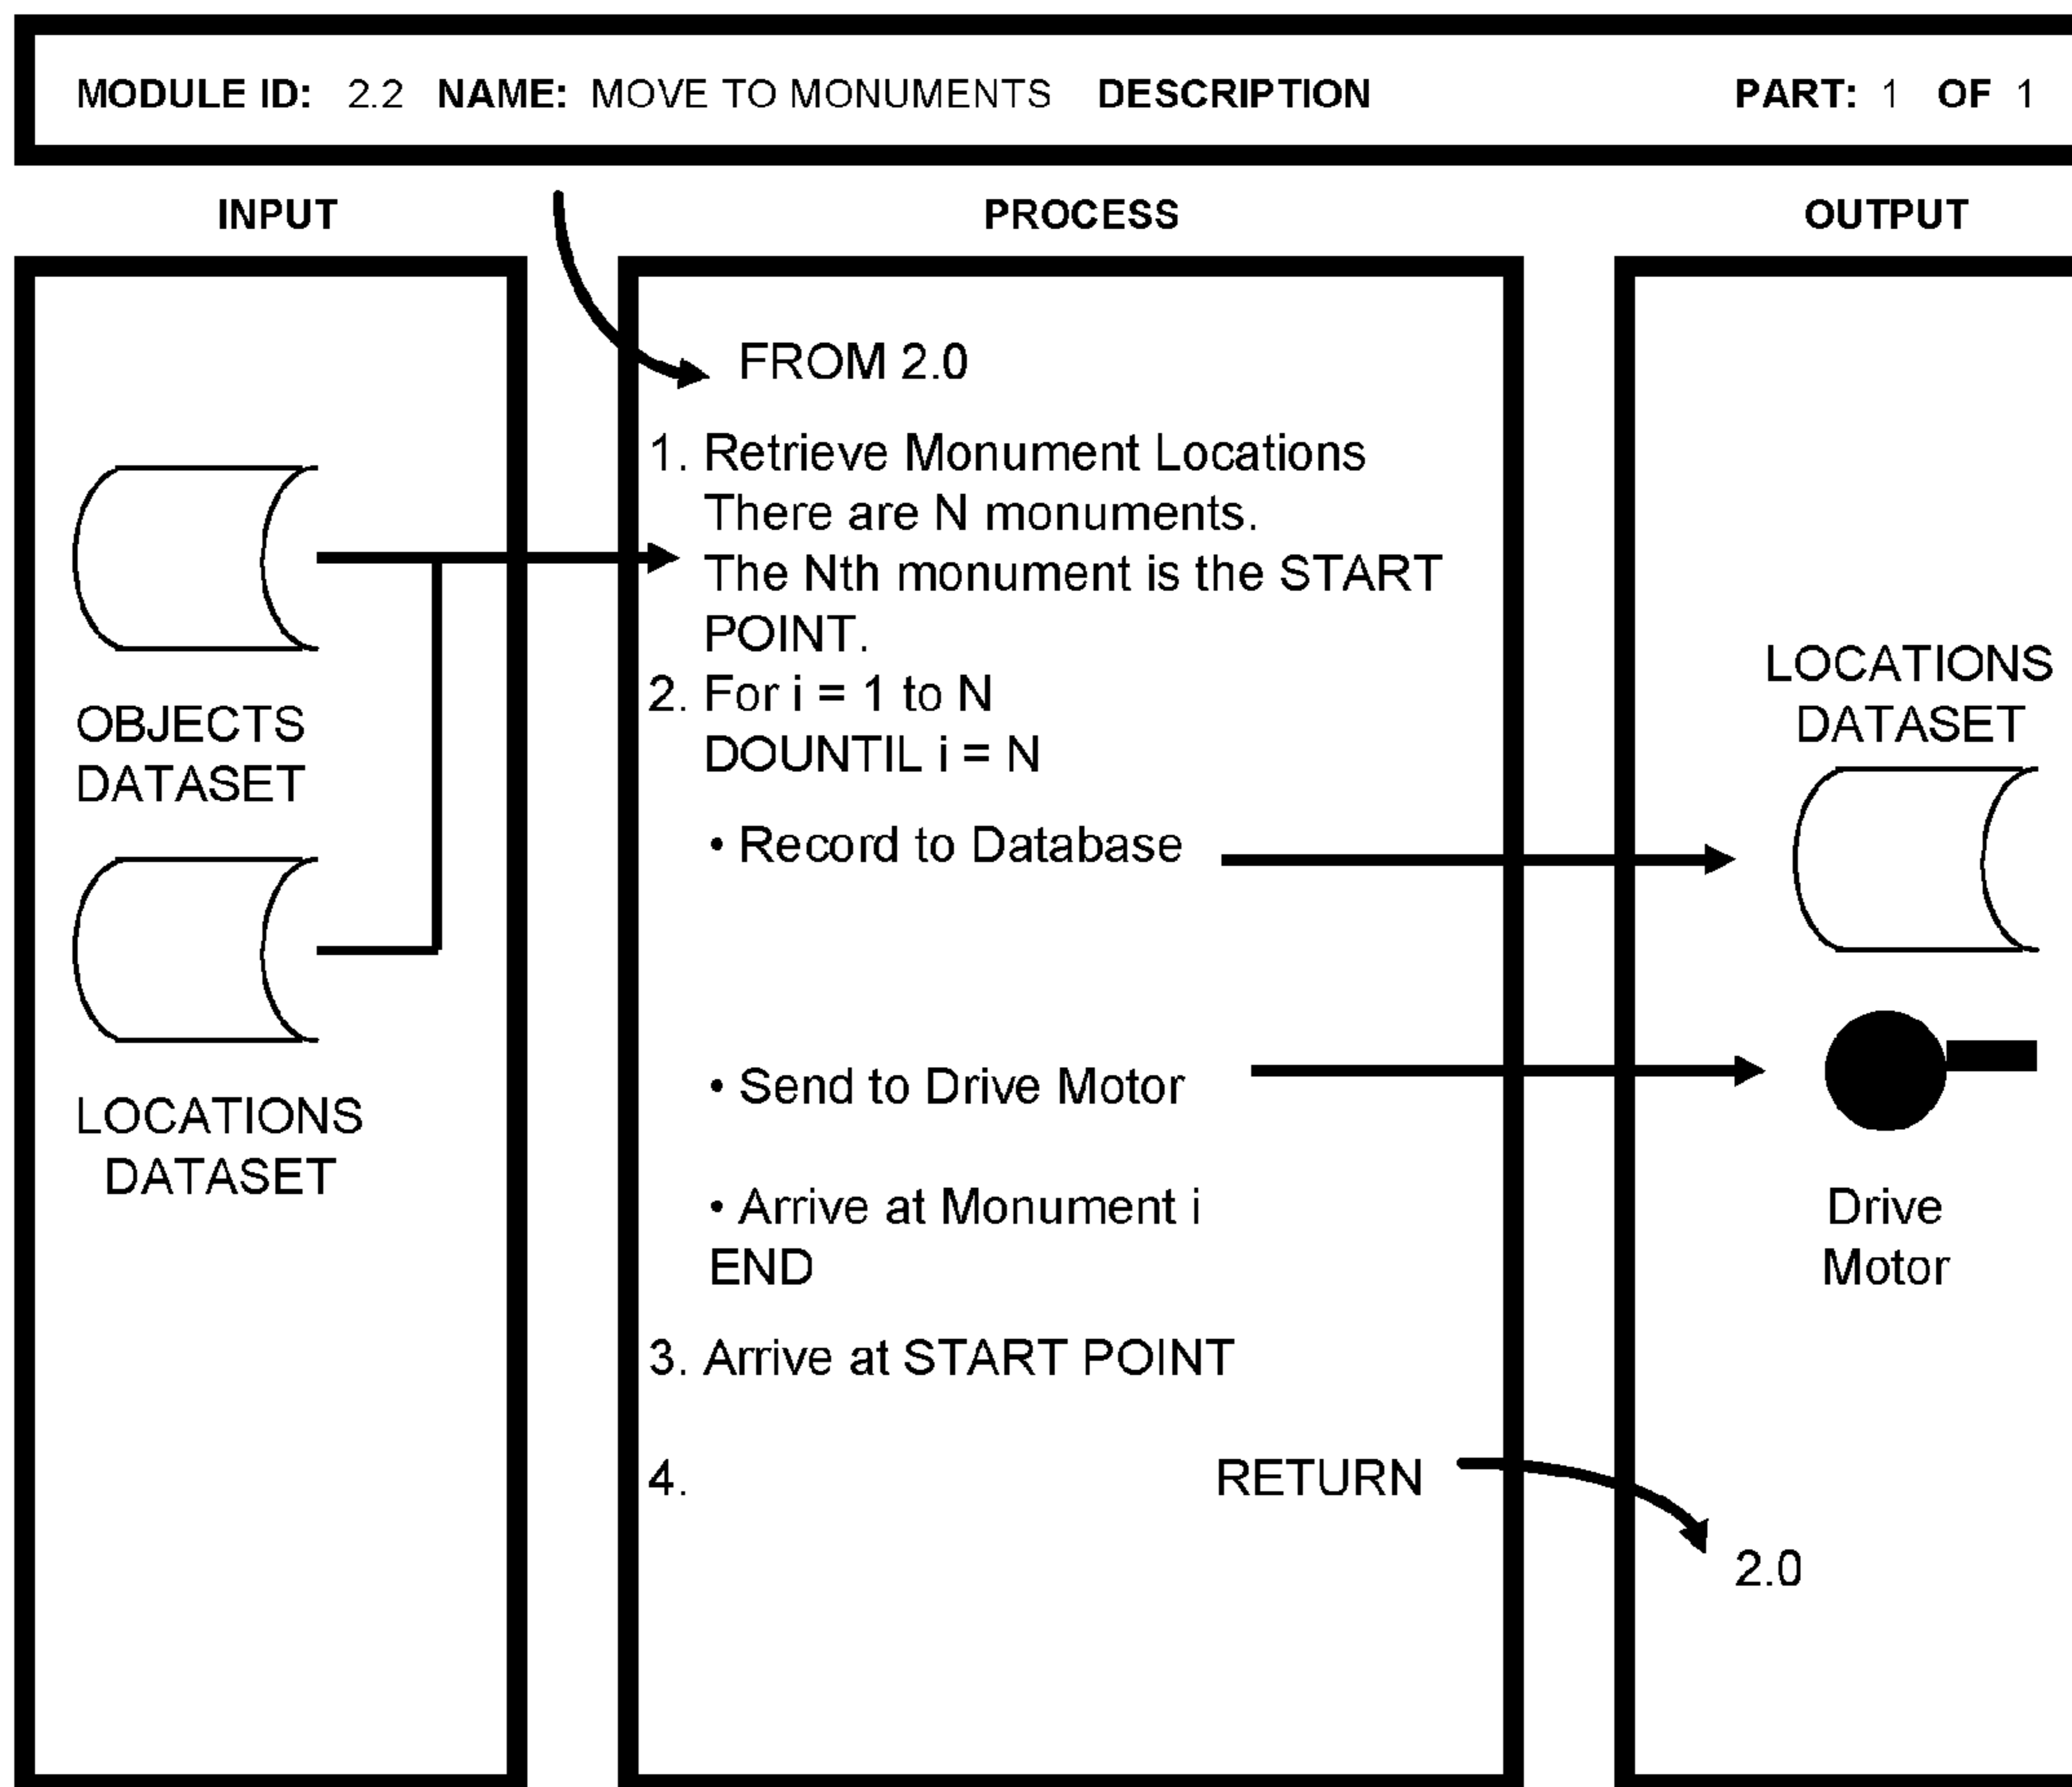 MODULE ID: 2.2 NAME: MOVE TO MONUMENTS DESCRIPTION PART: 1 OF 1
INPUT
PROCESS
OUTPUT
OBJECTS
DATASET
LOCATIONS
DATASET
FROM 2.0
1. Retrieve Monument Locations
There are N monuments.
The Nth monument is the START
POINT.
2. For i = 1 to N
DOUNTIL i = N
• Record to Database
• Send to Drive Motor
• Arrive at Monument i
END
3. Arrive at START POINT
4. RETURN
LOCATIONS
DATASET
Drive
Motor
2.0